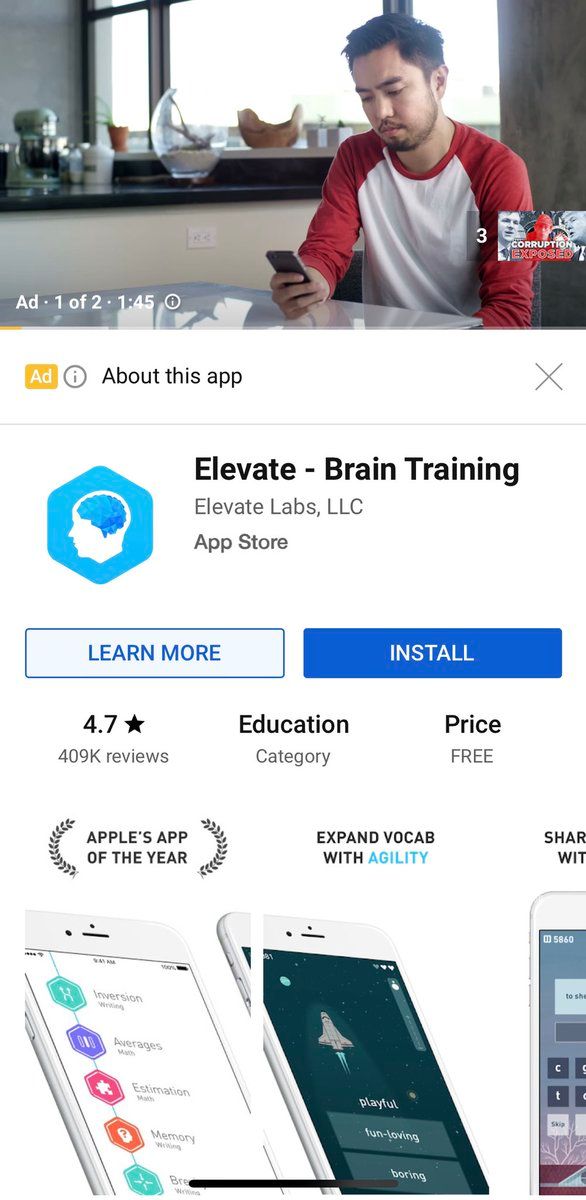 3
CORRUPTION
EXPOSED
Ad · 1 of 2 · 1:45
Ad
About this app
Elevate - Brain Training
Elevate Labs, LLC
App Store
LEARN MORE
INSTALL
4.7 ★
409K reviews
Education
Category
Price
FREE
APPLE'S APP
OF THE YEAR
9:41 AM
100%
Inversion
Writing
Averages
Math
Estimation
Math
Memory
Writing
Bre
EXPAND VOCAB
WITH AGILITY
81
playful
fun-loving
boring
SHAR
WIT
5860
to she
c
g
t
Skip